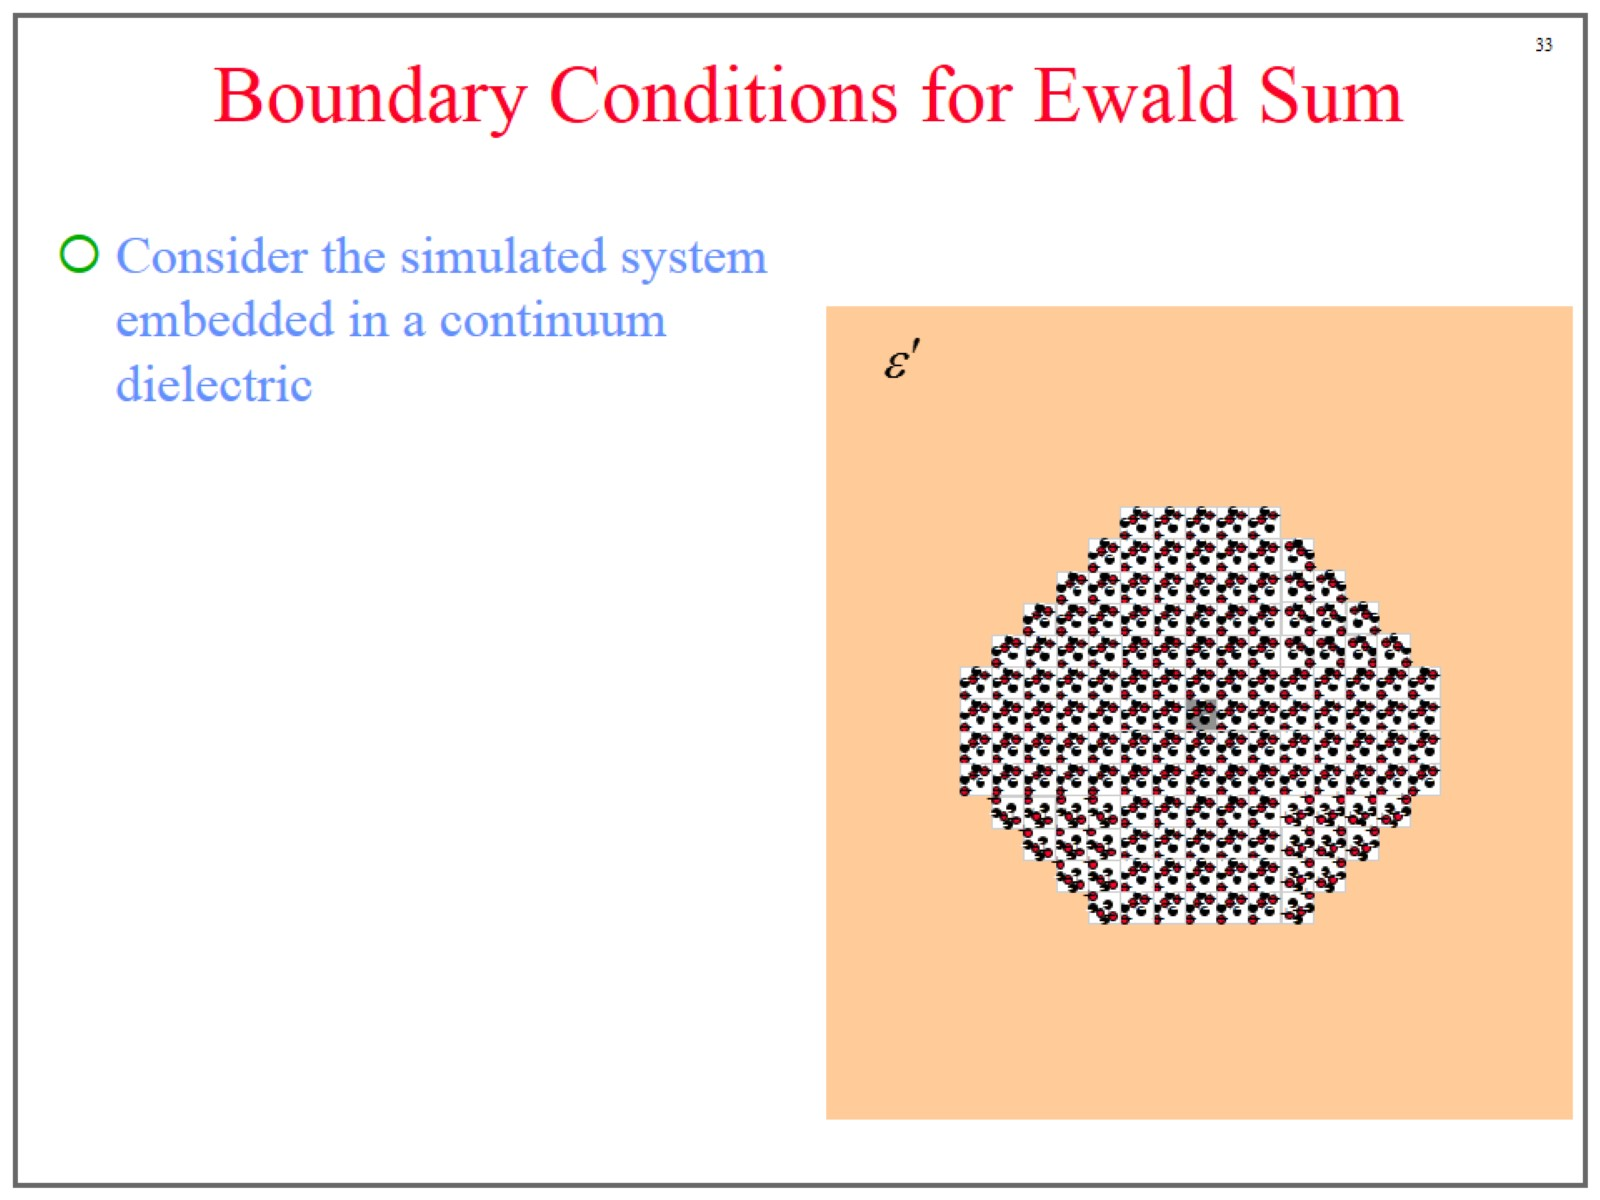 33
Boundary Conditions for Ewald Sum
Consider the simulated system
embedded in a continuum
dielectric
ε′